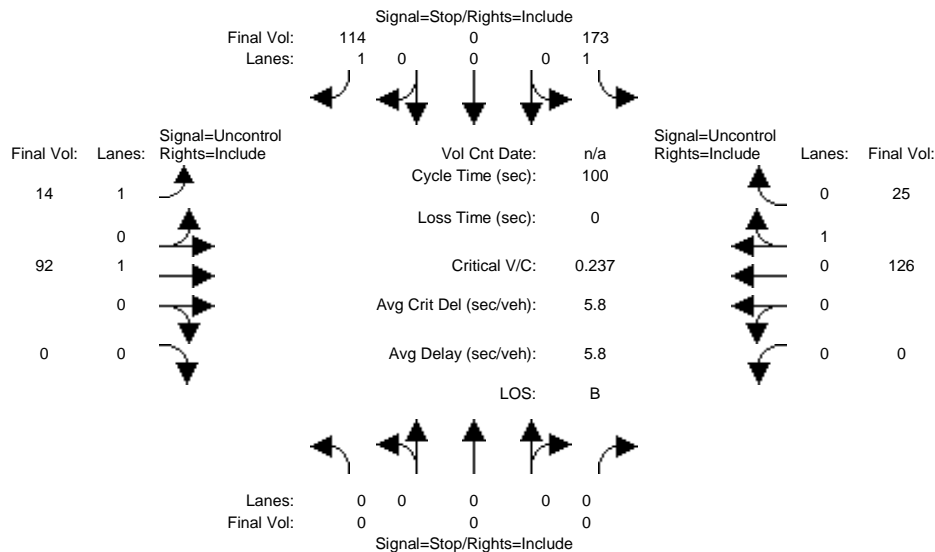 Signal=Stop/Rights=Include
Final Vol: 114 0 173
Lanes: 1 0 0 0 1
Signal=Uncontrol
Final Vol: Lanes: Rights=Include
Vol Cnt Date: n/a
Signal=Uncontrol
Rights=Include Lanes: Final Vol:
Cycle Time (sec): 100
14 1
0 25
Loss Time (sec): 0
0
1
92 1
Critical V/C: 0.237
0 126
0
Avg Crit Del (sec/veh): 5.8
0
0 0
Avg Delay (sec/veh): 5.8
0 0
LOS: B
Lanes: 0 0 0 0 0
Final Vol: 0 0 0
Signal=Stop/Rights=Include